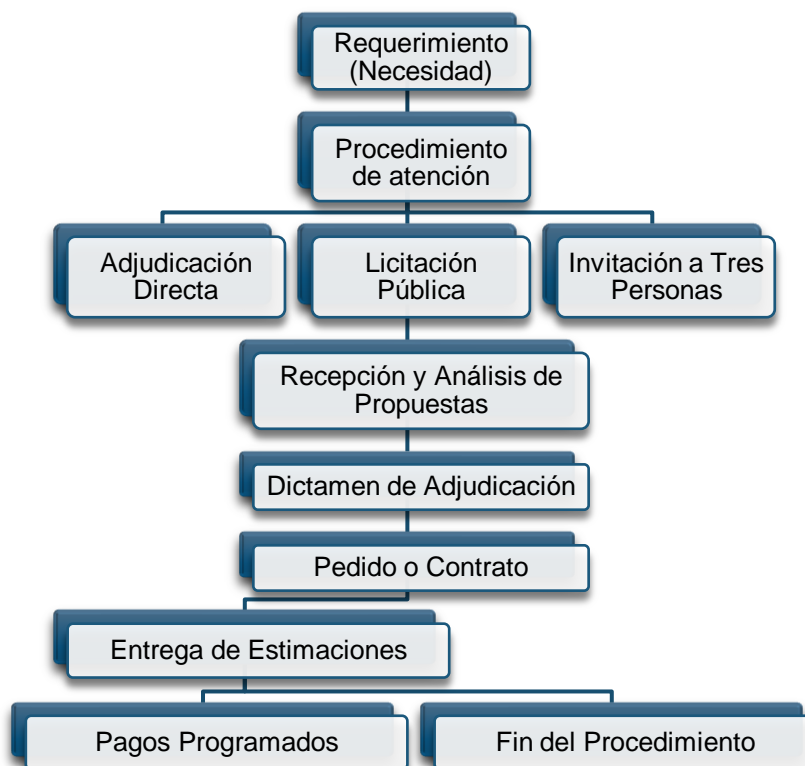 Requerimiento
(Necesidad)
Procedimiento
de atención
Adjudicación
Directa
Licitación
Pública
Invitación a Tres
Personas
Recepción y Análisis de
Propuestas
Dictamen de Adjudicación
Pedido o Contrato
Entrega de Estimaciones
Pagos Programados
Fin del Procedimiento